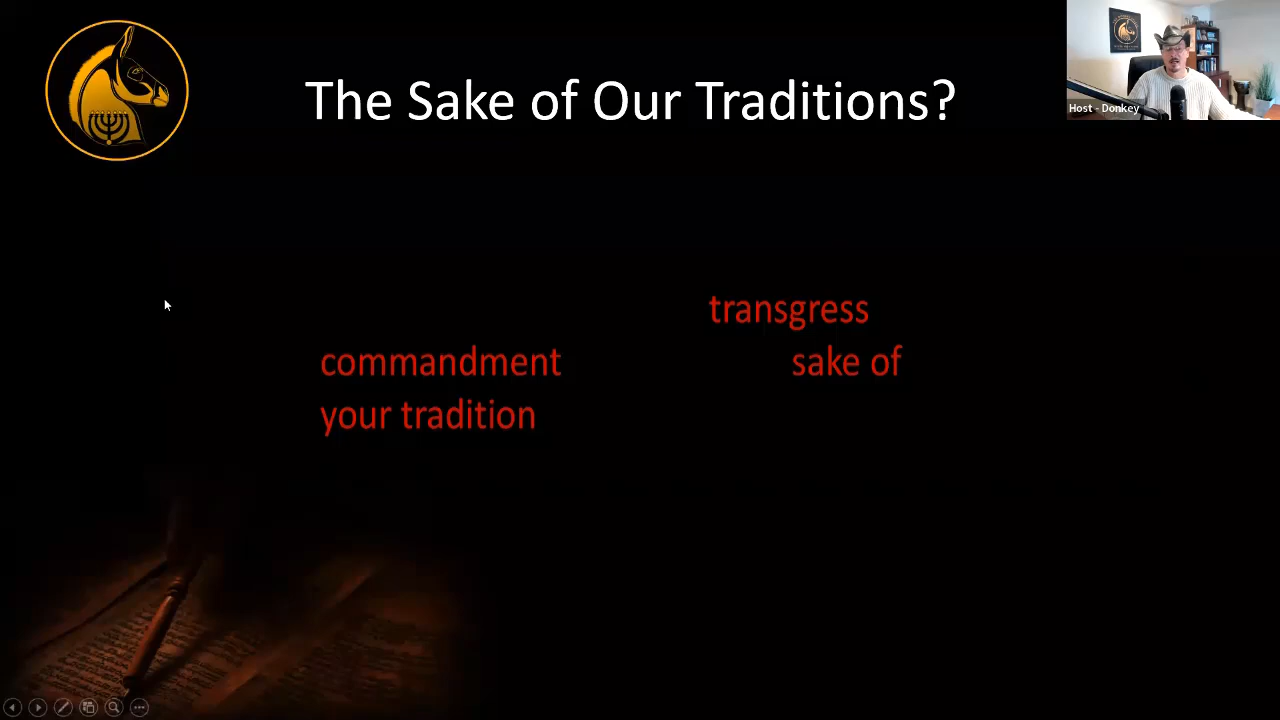 The Sake of Our Traditions?
Host - Donkey
transgress
commandment sake of
your tradition